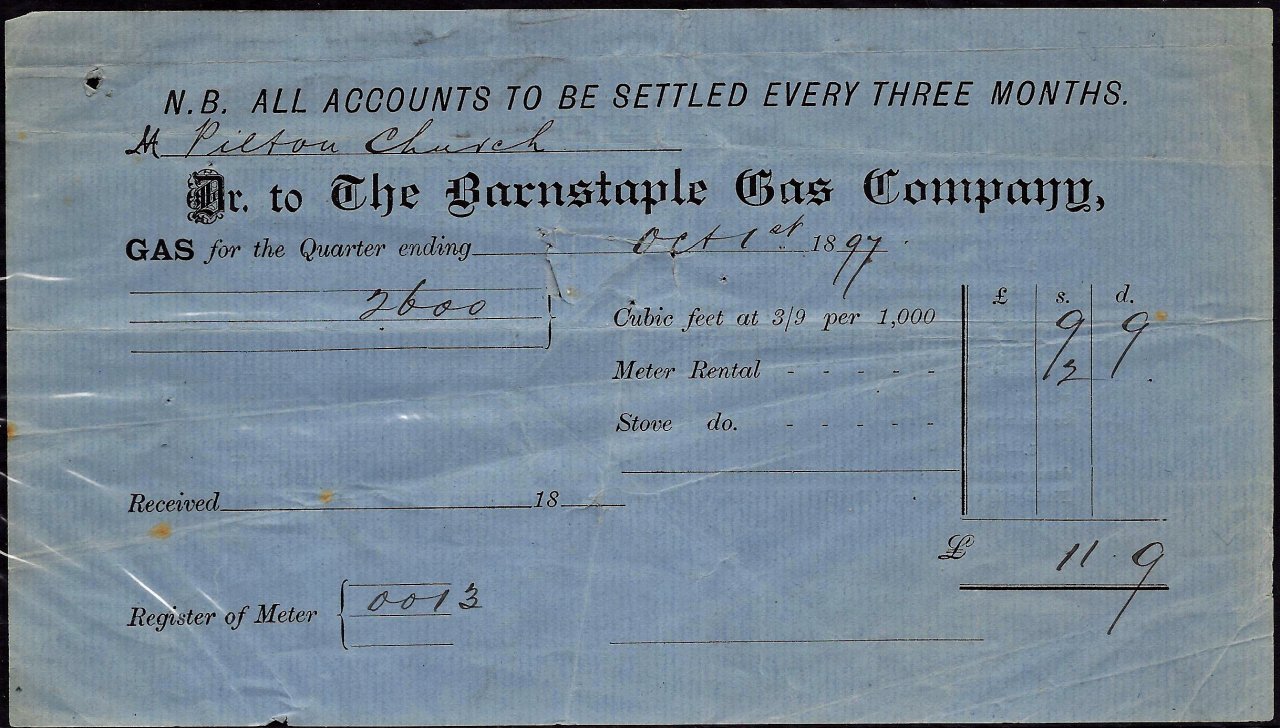 N.B. ALL ACCOUNTS TO BE SETTLED EVERY THREE MONTHS.
M Pilton Church
Dr. to The Barnstaple Gas Company,
GAS for the Quarter ending Oct 1st 1897
£ s. d.
2600 Cubic feet at 3/9 per 1,000 9 9
Meter Rental - - - - - 2
Stove do. - - - - -
Received 18
£ 11 . 9
Register of Meter { 0013